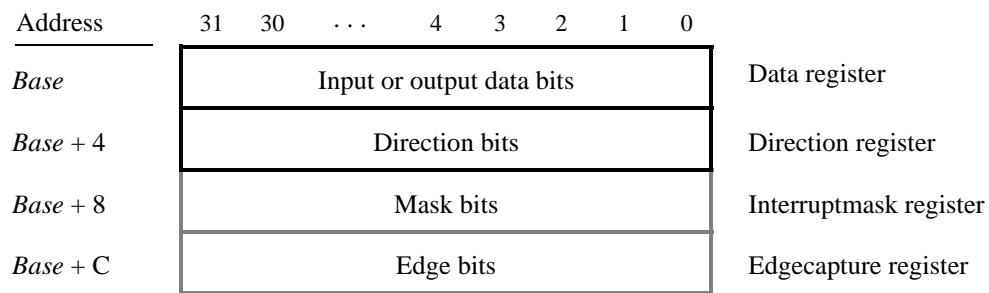 Address 31 30 · · · 4 3 2 1 0
Base Input or output data bits Data register
Base + 4 Direction bits Direction register
Base + 8 Mask bits Interruptmask register
Base + C Edge bits Edgecapture register